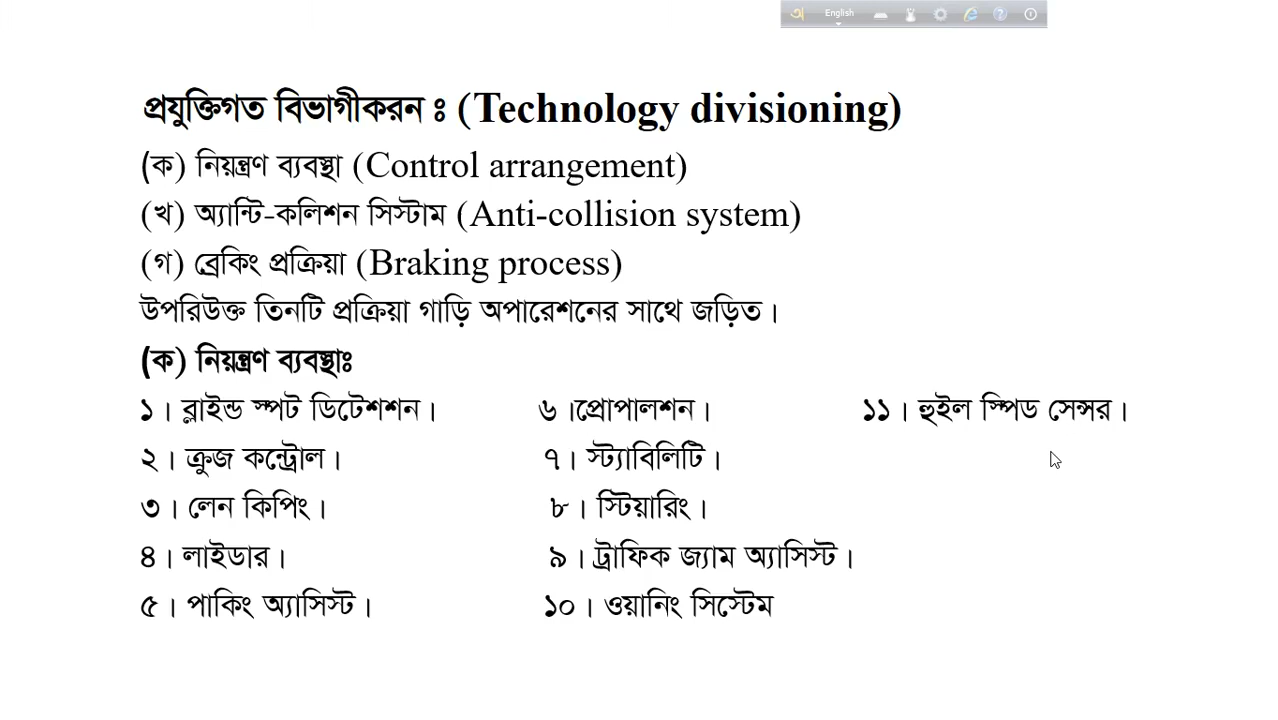 English
প্রযুক্তিগত বিভাগীকরন ঃ (Technology divisioning)
(ক) নিয়ন্ত্রণ ব্যবস্থা (Control arrangement)
(খ) অ্যান্টি-কলিশন সিস্টাম (Anti-collision system)
(গ) ব্রেকিং প্রক্রিয়া (Braking process)
উপরিউক্ত তিনটি প্রক্রিয়া গাড়ি অপারেশনের সাথে জড়িত।
(ক) নিয়ন্ত্রণ ব্যবস্থাঃ
১। ব্লাইন্ড স্পট ডিটেশশন। ৬।প্রোপালশন। ১১। হুইল স্পিড সেন্সর।
২। ক্রুজ কন্ট্রোল। ৭। স্ট্যাবিলিটি।
৩। লেন কিপিং। ৮। স্টিয়ারিং।
৪। লাইডার। ৯। ট্রাফিক জ্যাম অ্যাসিস্ট।
৫। পাকিং অ্যাসিস্ট। ১০। ওয়ানিং সিস্টেম